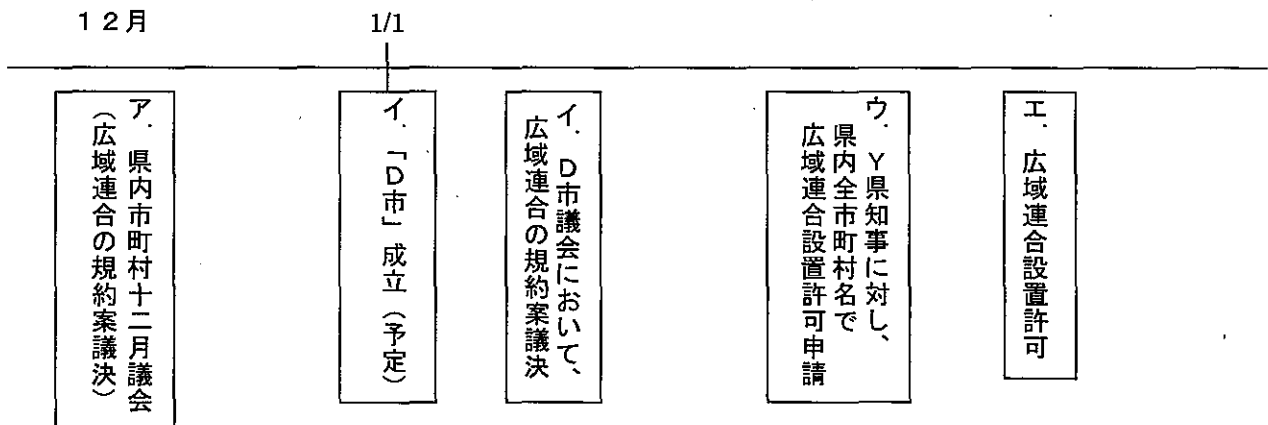 １２月
1/1
ア．県内市町村十二月議会
（広域連合の規約案議決）
イ．「Ｄ市」成立（予定）
イ．Ｄ市議会において、
広域連合の規約案議決
ウ．Ｙ県知事に対し、
県内全市町村名で
広域連合設置許可申請
エ．広域連合設置許可